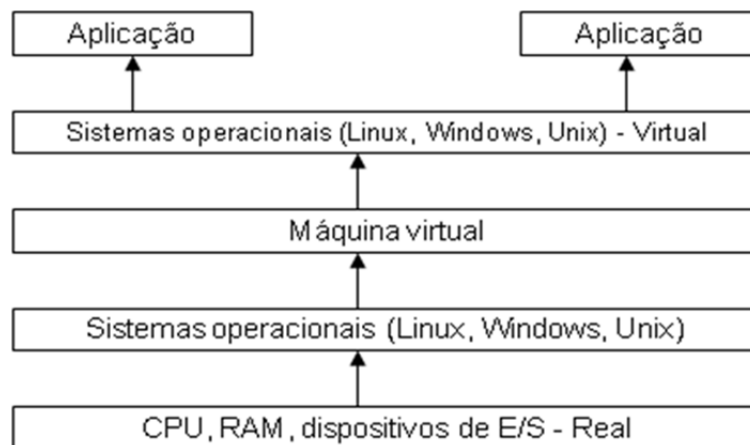 Aplicação
Aplicação
Sistemas operacionais (Linux, Windows, Unix) - Virtual
Máquina virtual
Sistemas operacionais (Linux, Windows, Unix)
CPU, RAM, dispositivos de E/S - Real